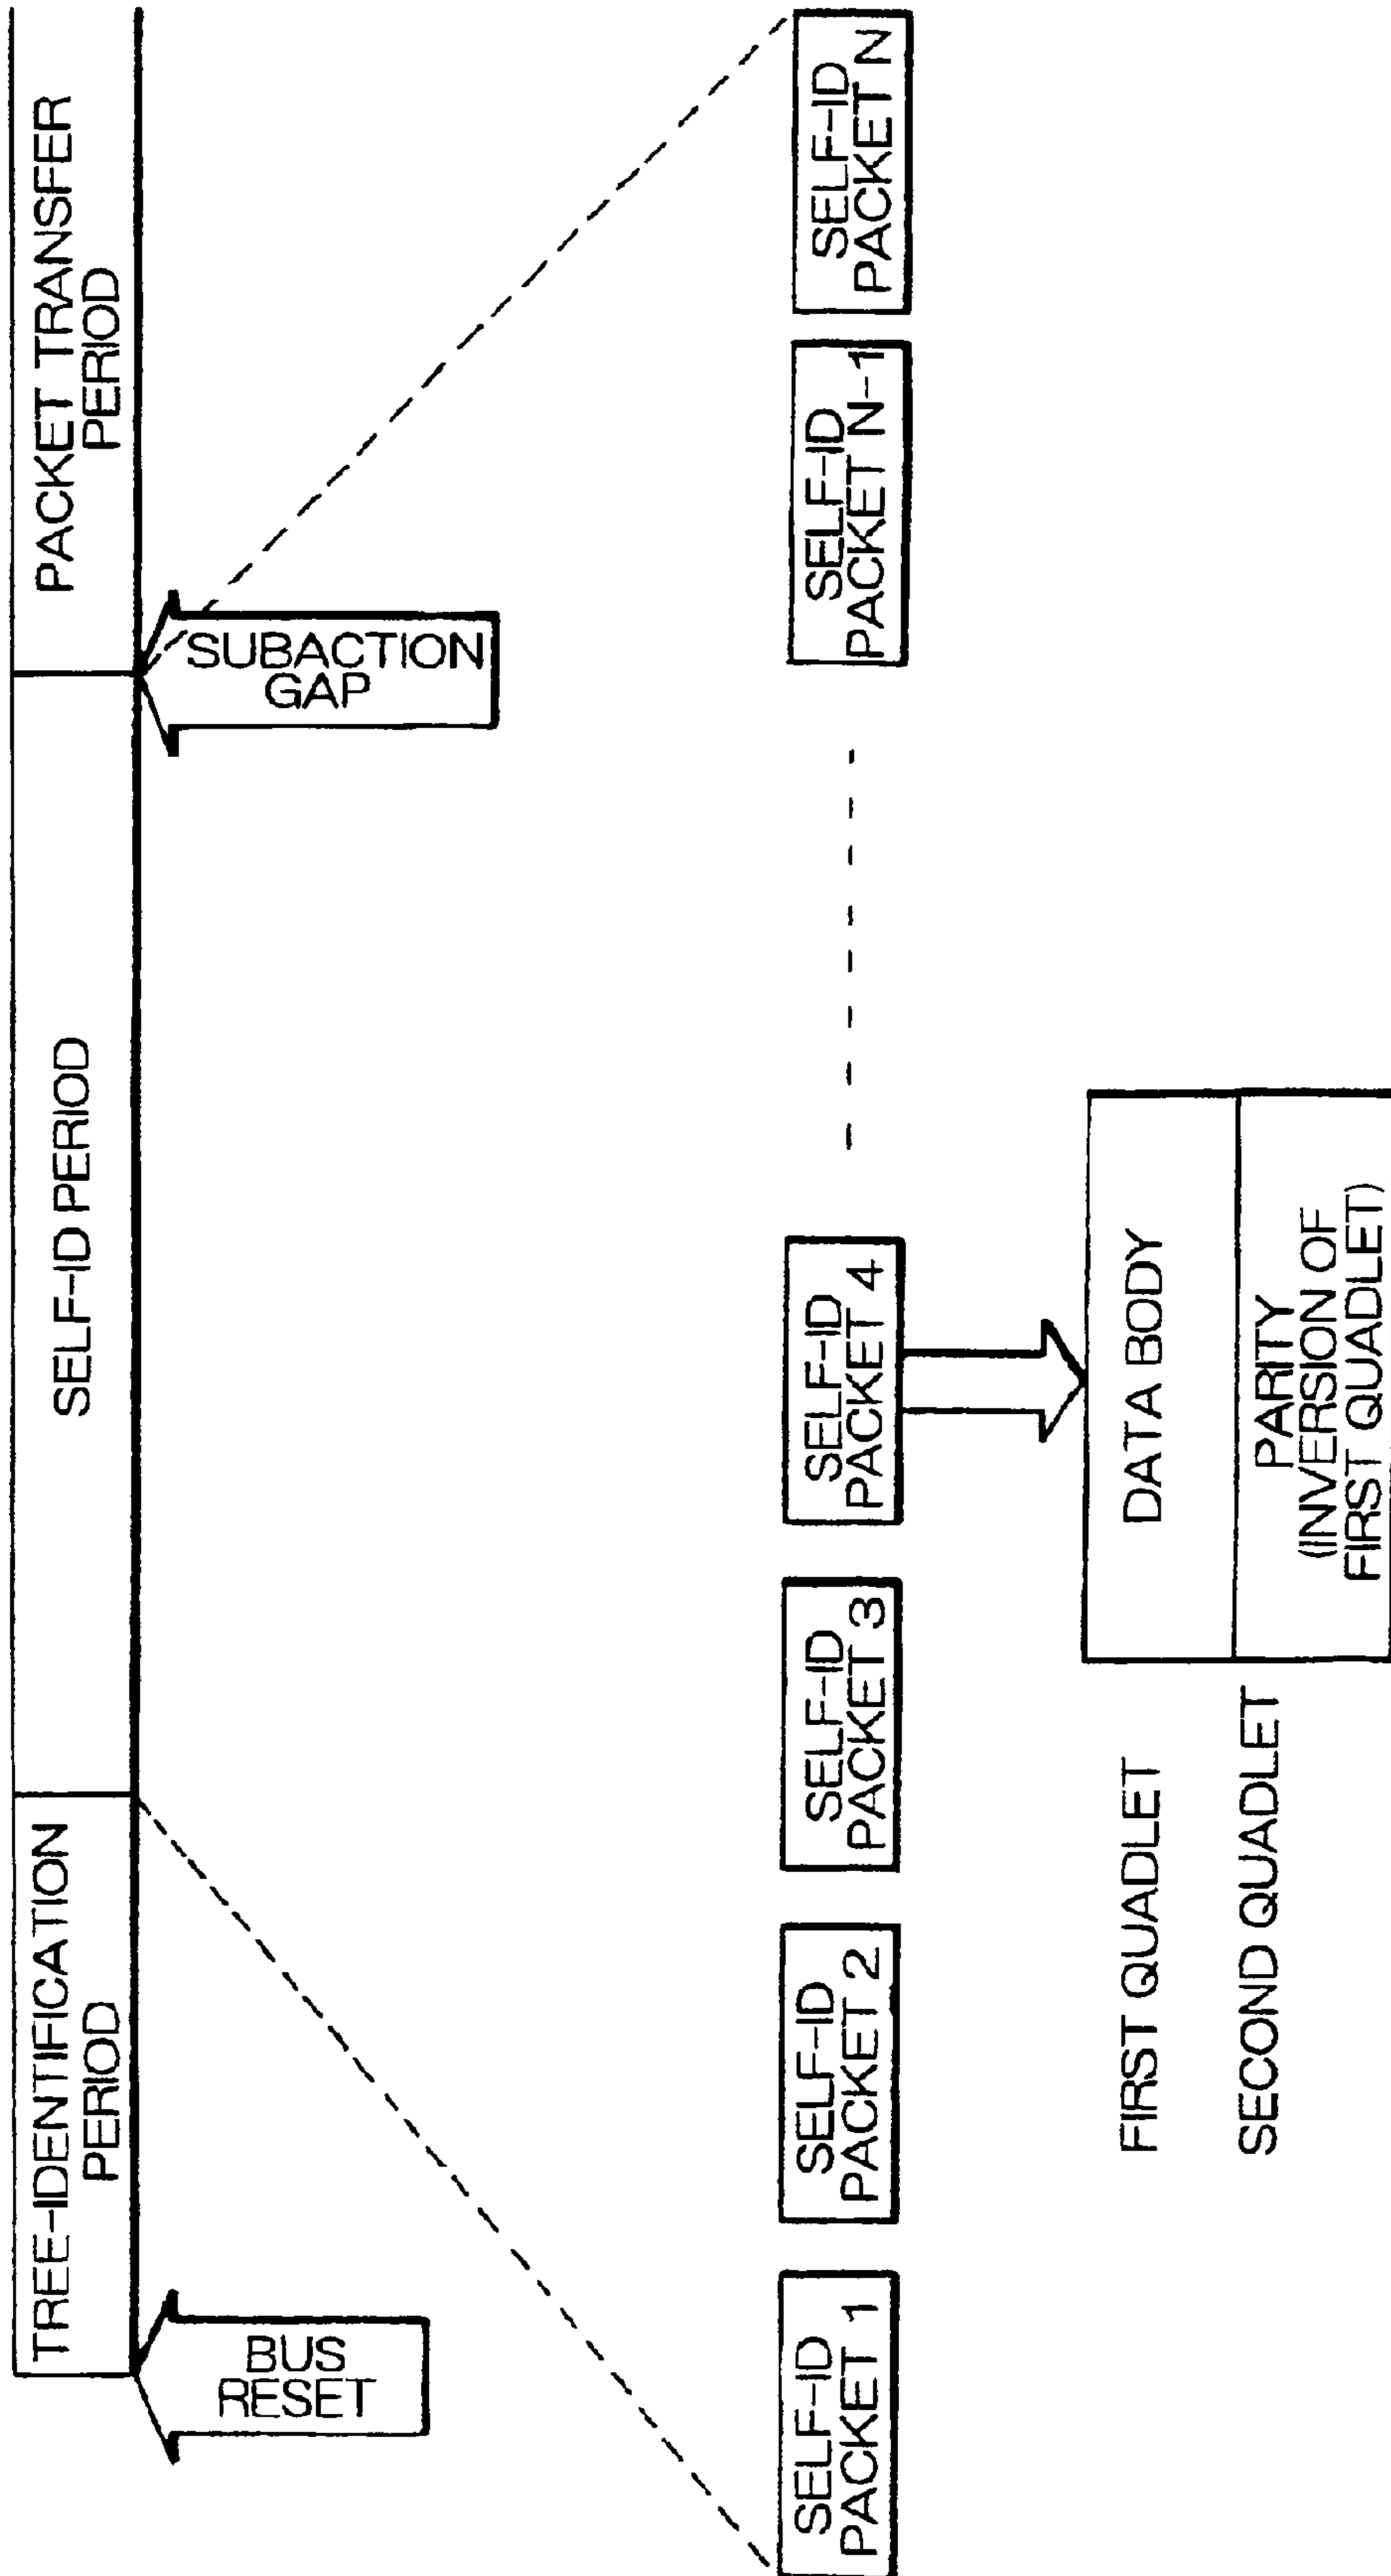 TREE-IDENTIFICATION
PERIOD
SELF-ID PERIOD
PACKET TRANSFER
PERIOD
BUS
RESET
SUBACTION
GAP
SELF-ID
PACKET 1
SELF-ID
PACKET 2
SELF-ID
PACKET 3
SELF-ID
PACKET 4
SELF-ID
PACKET N-1
SELF-ID
PACKET N
FIRST QUADLET
DATA BODY
SECOND QUADLET
PARITY
(INVERSION OF
FIRST QUADLET)